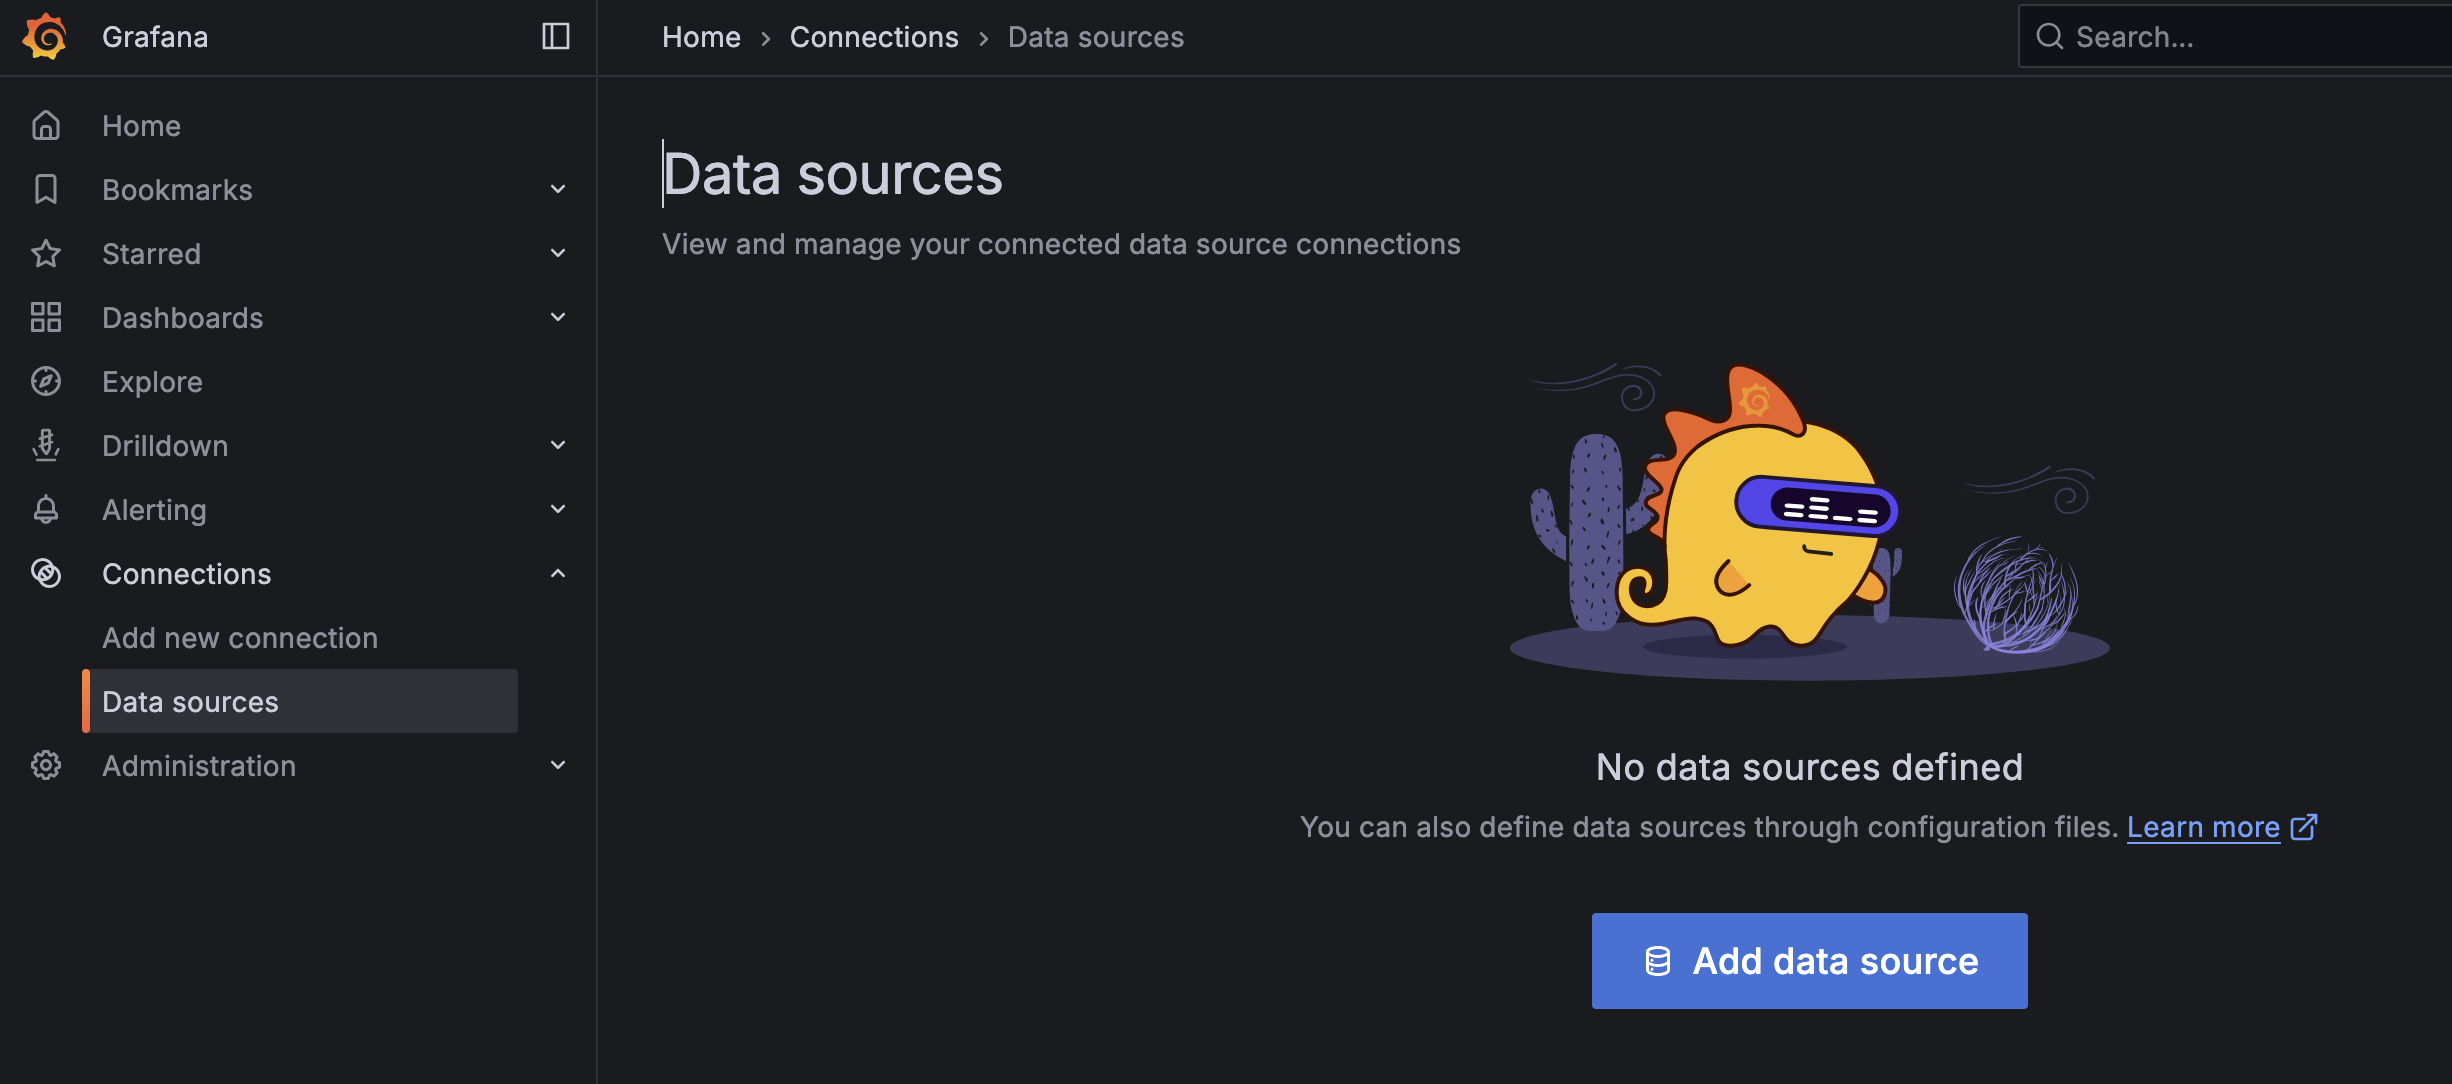 Grafana
Home › Connections › Data sources
Search...
Home
Bookmarks
Starred
Dashboards
Explore
Drilldown
Alerting
Connections
Add new connection
Data sources
Administration
Data sources
View and manage your connected data source connections
No data sources defined
You can also define data sources through configuration files. Learn more
Add data source